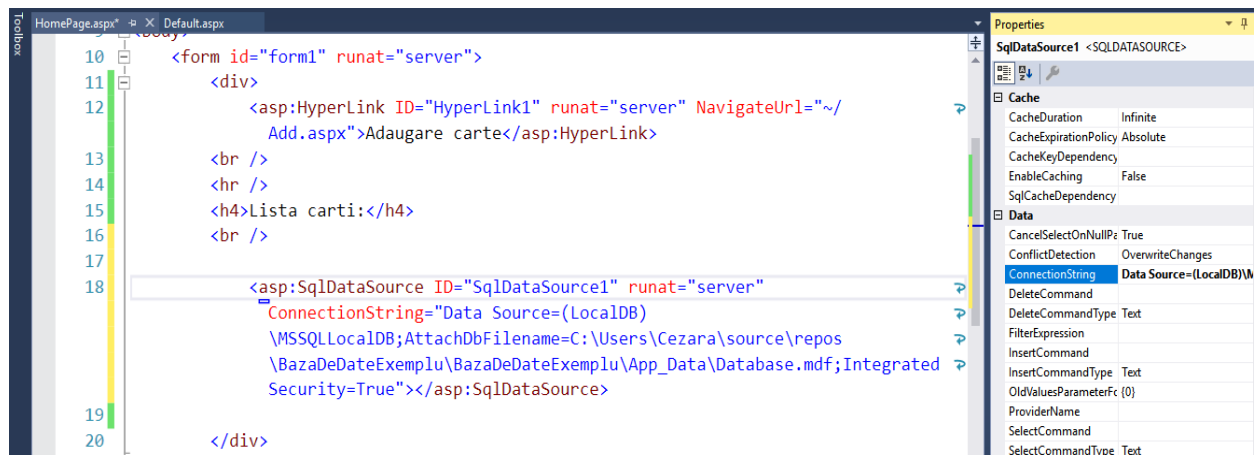 Toolbox
HomePage.aspx*
Default.aspx
10 <form id="form1" runat="server">
11 <div>
12 <asp:HyperLink ID="HyperLink1" runat="server" NavigateUrl="~/
Add.aspx">Adaugare carte</asp:HyperLink>
13 <br />
14 <hr />
15 <h4>Lista carti:</h4>
16 <br />
17
18 <asp:SqlDataSource ID="SqlDataSource1" runat="server"
ConnectionString="Data Source=(LocalDB)
\MSSQLLocalDB;AttachDbFilename=C:\Users\Cezara\source\repos
\BazaDeDateExemplu\BazaDeDateExemplu\App_Data\Database.mdf;Integrated
Security=True"></asp:SqlDataSource>
19
20 </div>
Properties
SqlDataSource1 <SQLDATASOURCE>
Cache
CacheDuration Infinite
CacheExpirationPolicy Absolute
CacheKeyDependency
EnableCaching False
SqlCacheDependency
Data
CancelSelectOnNullPa True
ConflictDetection OverwriteChanges
ConnectionString Data Source=(LocalDB)\M
DeleteCommand
DeleteCommandType Text
FilterExpression
InsertCommand
InsertCommandType Text
OldValuesParameterFo {0}
ProviderName
SelectCommand
SelectCommandType Text